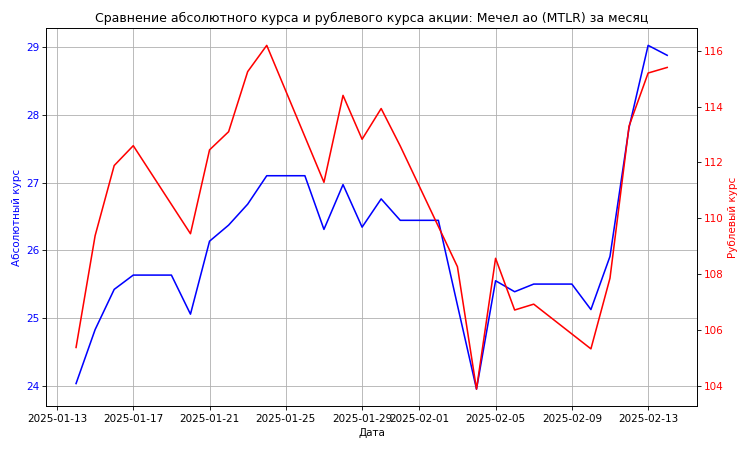 Сравнение абсолютного курса и рублевого курса акции: Мечел ао (MTLR) за месяц
Абсолютный курс
29
28
27
26
25
24
116
114
112
110
108
106
104
Рублевый курс
2025-01-13 2025-01-17 2025-01-21 2025-01-25 2025-01-29 2025-02-01 2025-02-05 2025-02-09 2025-02-13
Дата